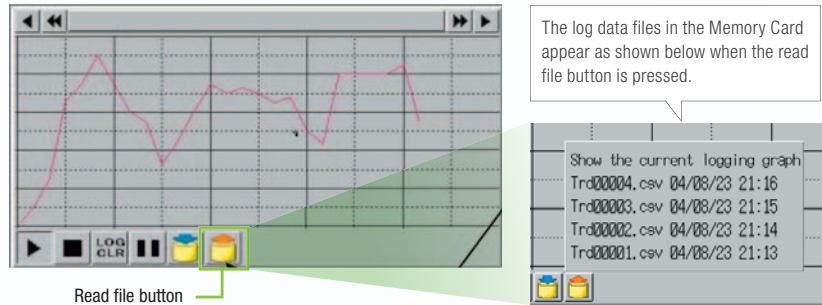 The log data files in the Memory Card
appear as shown below when the read
file button is pressed.
Show the current logging graph
Trd00004.csv 04/08/23 21:16
Trd00003.csv 04/08/23 21:15
Trd00002.csv 04/08/23 21:14
Trd00001.csv 04/08/23 21:13
LOG
CLR
Read file button